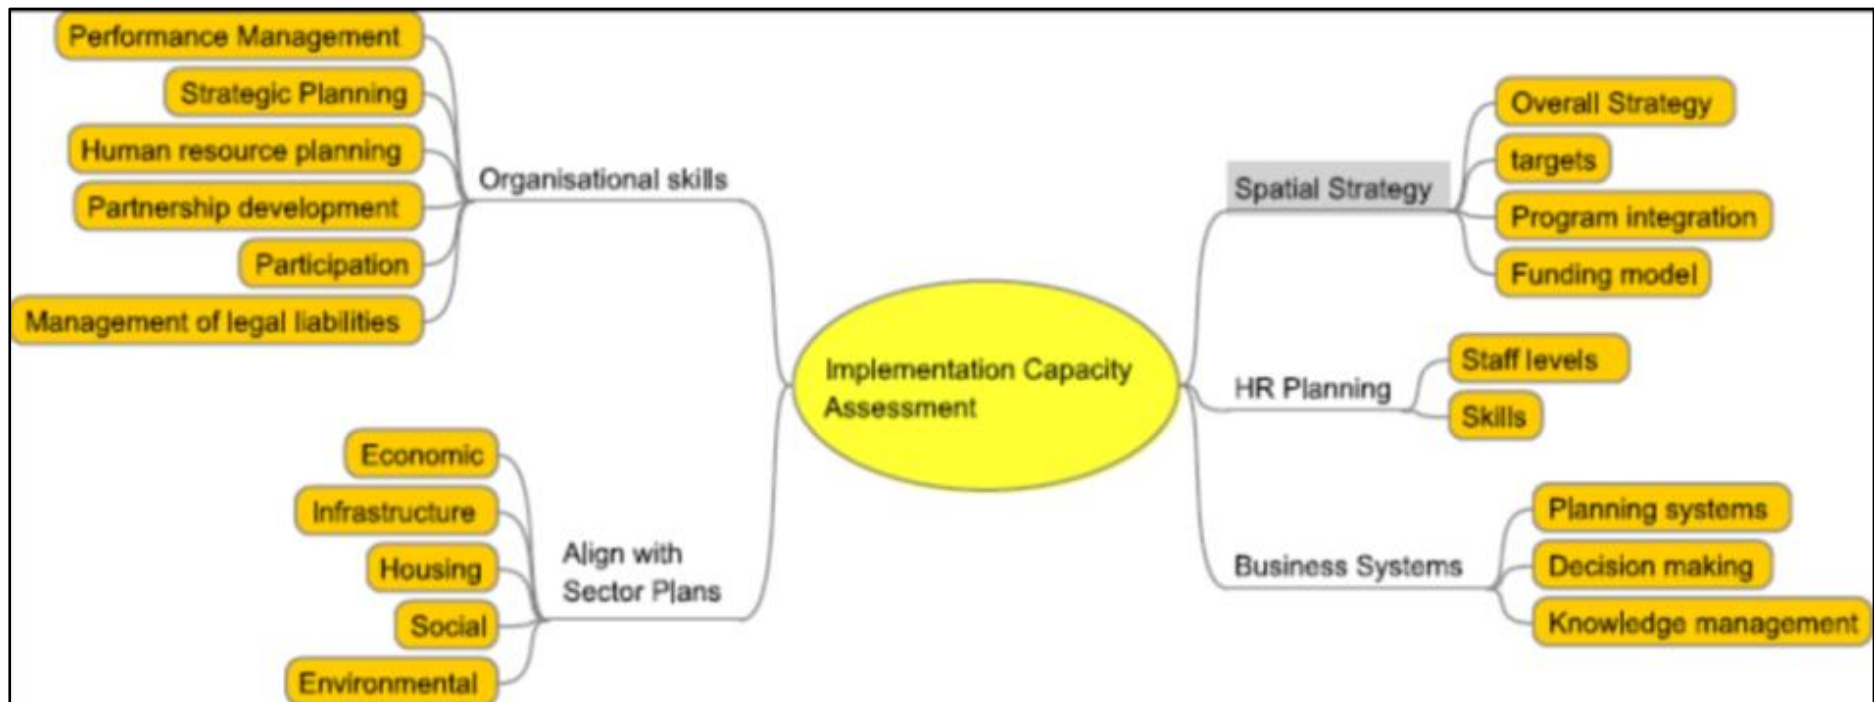 Performance Management
Strategic Planning
Human resource planning
Partnership development
Participation
Management of legal liabilities
Organisational skills
Economic
Infrastructure
Housing
Social
Environmental
Align with
Sector Plans
Implementation Capacity
Assessment
Spatial Strategy
Overall Strategy
targets
Program integration
Funding model
HR Planning
Staff levels
Skills
Business Systems
Planning systems
Decision making
Knowledge management